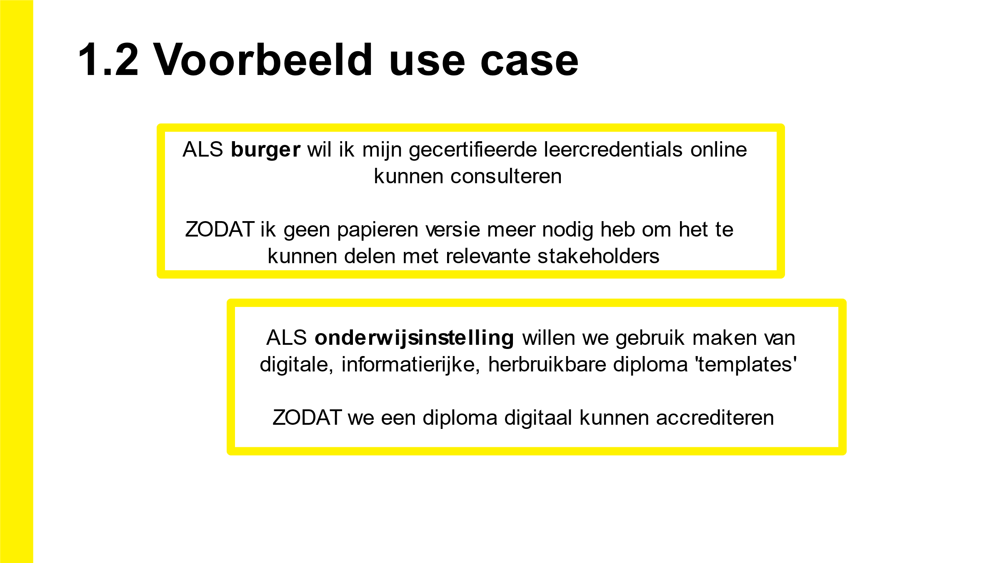 1.2 Voorbeeld use case
ALS burger wil ik mijn gecertifieerde leercredentials online
kunnen consulteren
ZODAT ik geen papieren versie meer nodig heb om het te
kunnen delen met relevante stakeholders
ALS onderwijsinstelling willen we gebruik maken van
digitale, informatierijke, herbruikbare diploma 'templates'
ZODAT we een diploma digitaal kunnen accrediteren